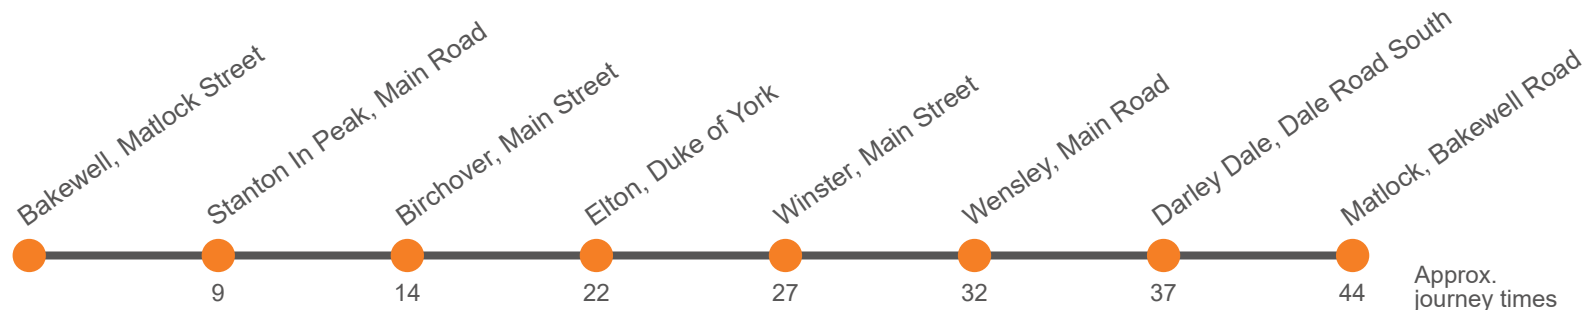 Bakewell, Matlock Street
Stanton In Peak, Main Road
Birchover, Main Street
Elton, Duke of York
Winster, Main Street
Wensley, Main Road
Darley Dale, Dale Road South
Matlock, Bakewell Road
9
14
22
27
32
37
44
Approx.
journey times